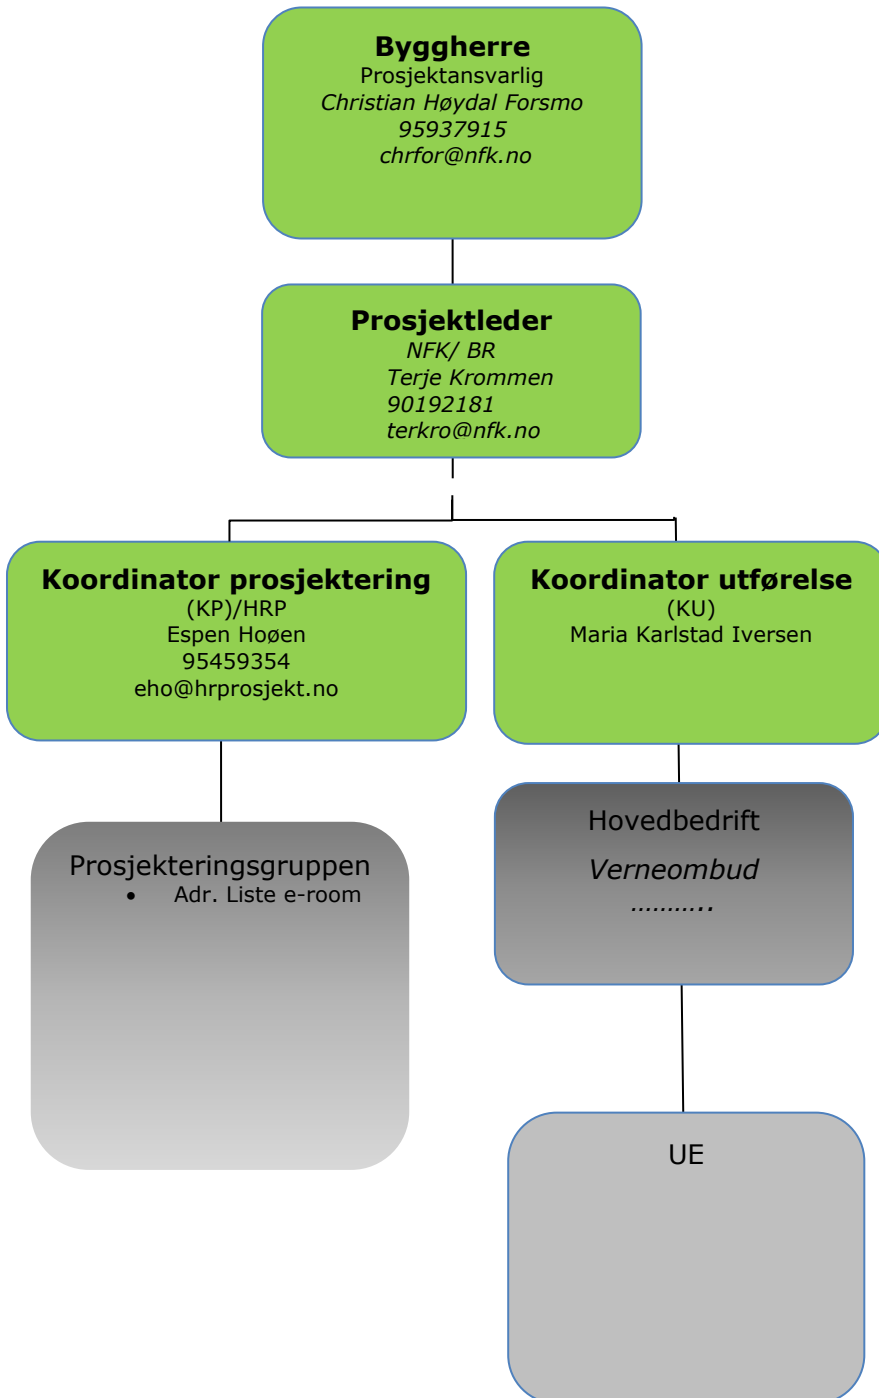 Byggherre
Prosjektansvarlig
Christian Høydal Forsmo
95937915
chrfor@nfk.no
Prosjektleder
NFK/ BR
Terje Krommen
90192181
terkro@nfk.no
Koordinator prosjektering
(KP)/HRP
Espen Hoøen
95459354
eho@hrprosjekt.no
Koordinator utførelse
(KU)
Maria Karlstad Iversen
Prosjekteringsgruppen
• Adr. Liste e-room
Hovedbedrift
Verneombud
………..
UE